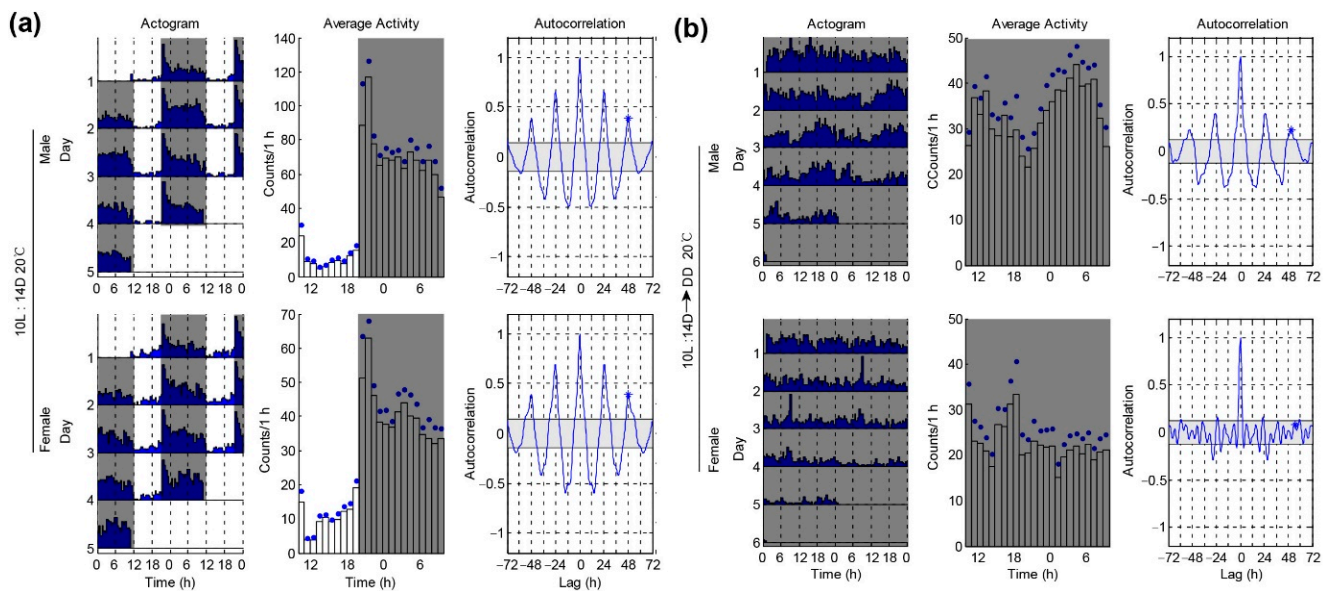 (a)
Actogram
Average Activity
Autocorrelation
10L : 14D 20℃
Male
Day
1
2
3
4
5
0 6 12 18 0 6 12 18 0
Counts/1 h
140
120
100
80
60
40
20
0
12 18 0 6
Autocorrelation
1
0.5
0
−0.5
−1
−72 −48 −24 0 24 48 72
Female
Day
1
2
3
4
5
0 6 12 18 0 6 12 18 0
Time (h)
Counts/1 h
70
60
50
40
30
20
10
0
12 18 0 6
Time (h)
Autocorrelation
1
0.5
0
−0.5
−1
−72 −48 −24 0 24 48 72
Lag (h)
(b)
Actogram
Average Activity
Autocorrelation
10L : 14D→DD 20℃
Male
Day
1
2
3
4
5
6
0 6 12 18 0 6 12 18 0
CCounts/1 h
50
40
30
20
10
0
12 18 0 6
Autocorrelation
1
0.5
0
−0.5
−1
−72 −48 −24 0 24 48 72
Female
Day
1
2
3
4
5
6
0 6 12 18 0 6 12 18 0
Time (h)
Counts/1 h
50
40
30
20
10
0
12 18 0 6
Time (h)
Autocorrelation
1
0.5
0
−0.5
−1
−72 −48 −24 0 24 48 72
Lag (h)